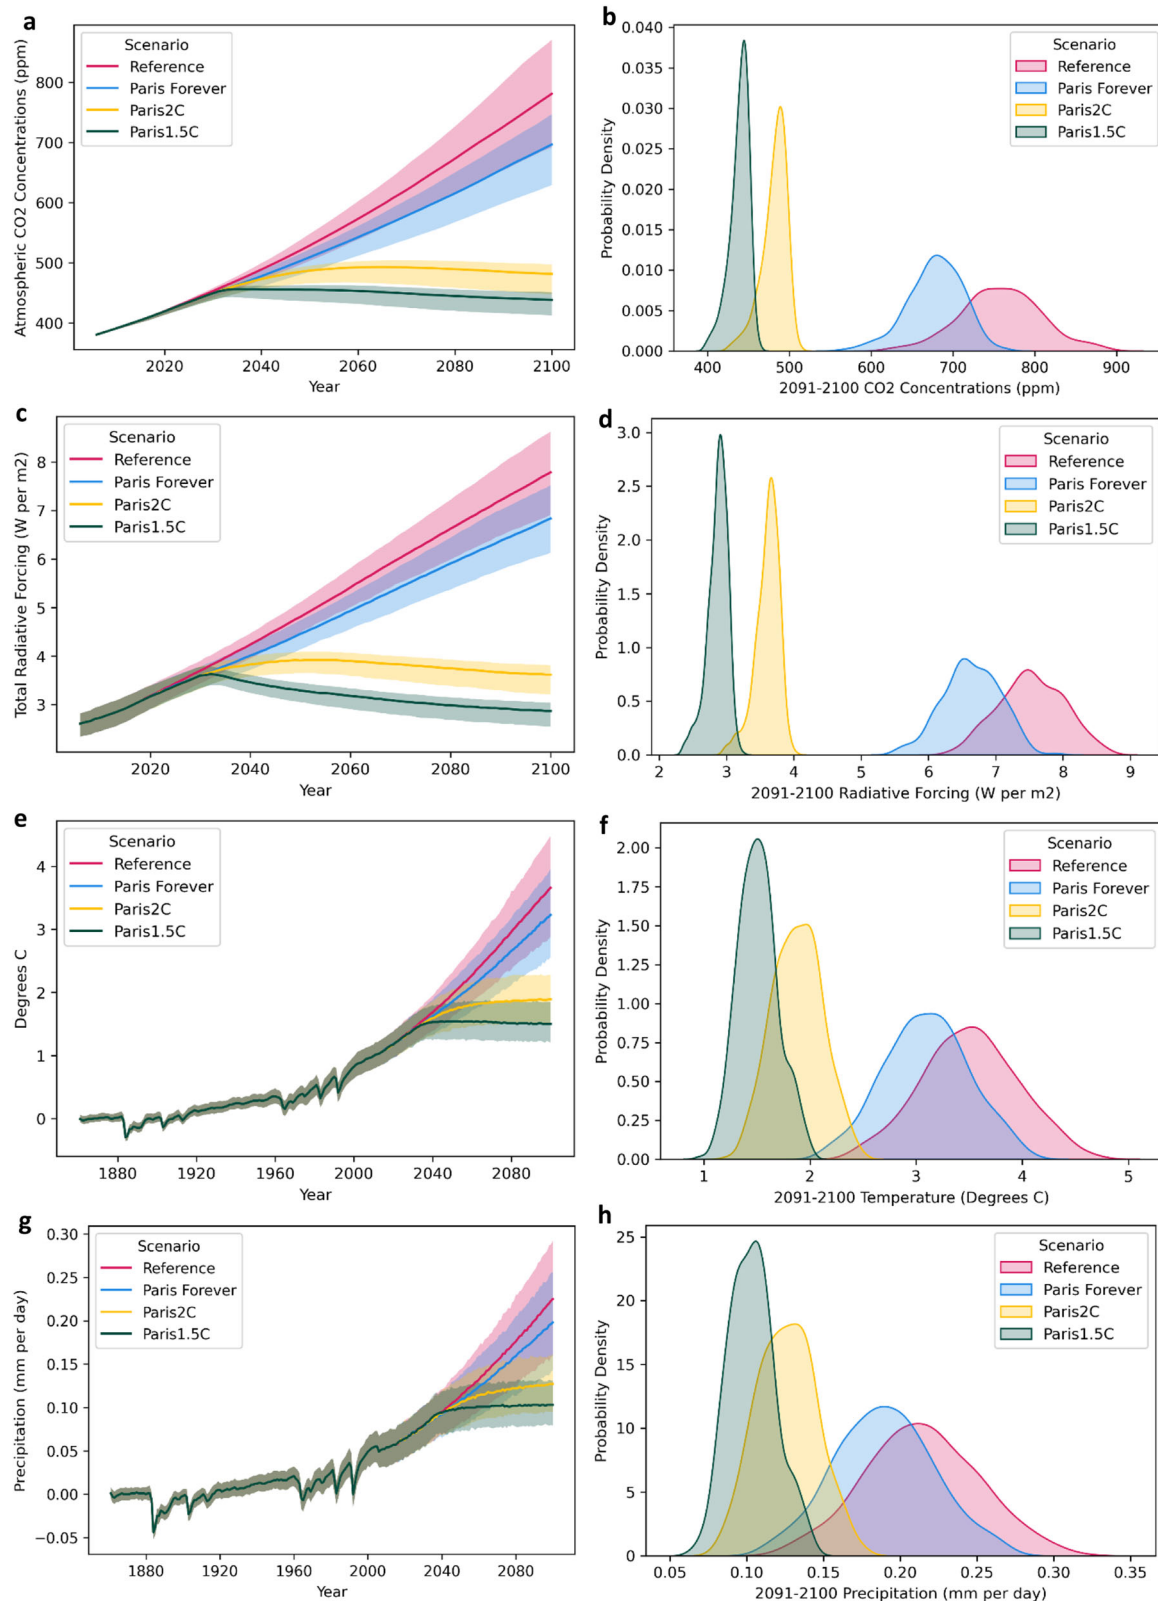 a
Atmospheric CO2 Concentrations (ppm)
800
700
600
500
400
Scenario
Reference
Paris Forever
Paris2C
Paris1.5C
2020 2040 2060 2080 2100
Year
b
Probability Density
0.040
0.035
0.030
0.025
0.020
0.015
0.010
0.005
0.000
Scenario
Reference
Paris Forever
Paris2C
Paris1.5C
400 500 600 700 800 900
2091-2100 CO2 Concentrations (ppm)
c
Total Radiative Forcing (W per m2)
8
7
6
5
4
3
Scenario
Reference
Paris Forever
Paris2C
Paris1.5C
2020 2040 2060 2080 2100
Year
d
Probability Density
3.0
2.5
2.0
1.5
1.0
0.5
0.0
Scenario
Reference
Paris Forever
Paris2C
Paris1.5C
2 3 4 5 6 7 8 9
2091-2100 Radiative Forcing (W per m2)
e
Degrees C
4
3
2
1
0
Scenario
Reference
Paris Forever
Paris2C
Paris1.5C
1880 1920 1960 2000 2040 2080
Year
f
Probability Density
2.00
1.75
1.50
1.25
1.00
0.75
0.50
0.25
0.00
Scenario
Reference
Paris Forever
Paris2C
Paris1.5C
1 2 3 4 5
2091-2100 Temperature (Degrees C)
g
Precipitation (mm per day)
0.30
0.25
0.20
0.15
0.10
0.05
0.00
−0.05
Scenario
Reference
Paris Forever
Paris2C
Paris1.5C
1880 1920 1960 2000 2040 2080
Year
h
Probability Density
25
20
15
10
5
0
Scenario
Reference
Paris Forever
Paris2C
Paris1.5C
0.05 0.10 0.15 0.20 0.25 0.30 0.35
2091-2100 Precipitation (mm per day)